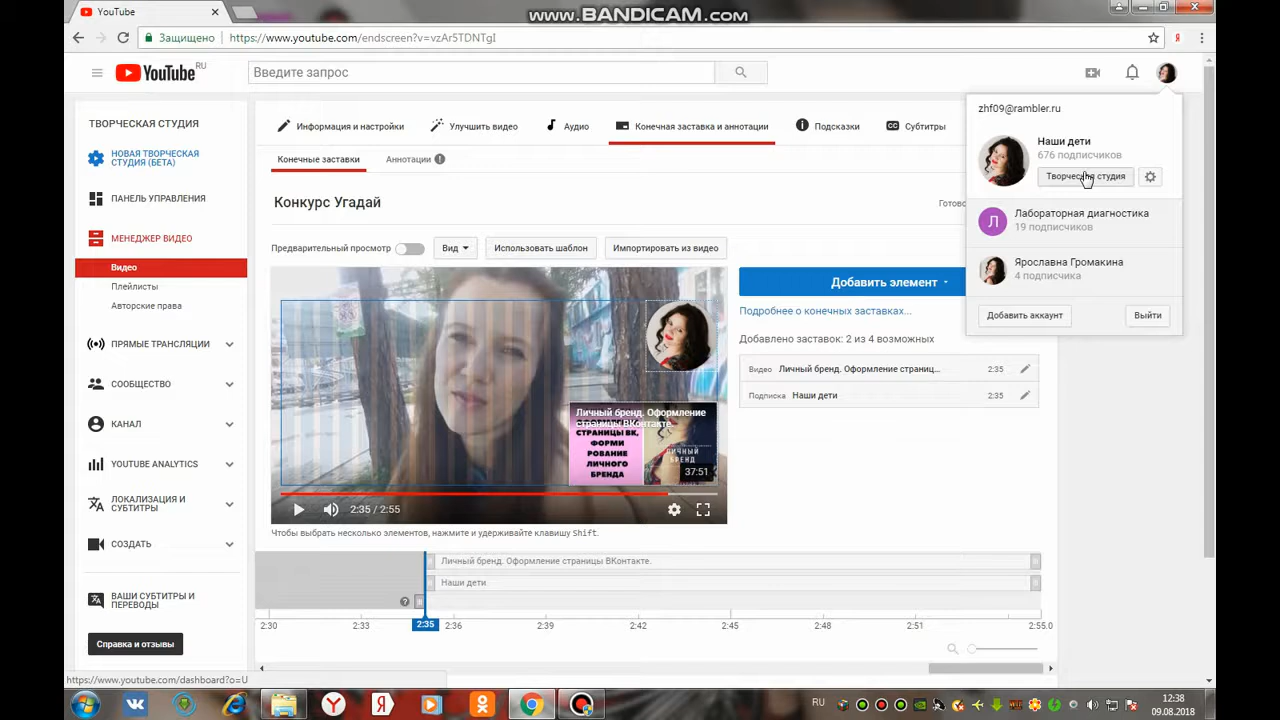 www.BANDICAM.com
YouTube
Защищено
https://www.youtube.com/endscreen?v=vzAr5TDNTgI
YouTube RU
Введите запрос
zhf09@rambler.ru
Наши дети
676 подписчиков
Творческая студия
Лабораторная диагностика
19 подписчиков
Ярославна Громакина
4 подписчика
Добавить аккаунт
Выйти
ТВОРЧЕСКАЯ СТУДИЯ
НОВАЯ ТВОРЧЕСКАЯ
СТУДИЯ (БЕТА)
ПАНЕЛЬ УПРАВЛЕНИЯ
МЕНЕДЖЕР ВИДЕО
Видео
Плейлисты
Авторские права
ПРЯМЫЕ ТРАНСЛЯЦИИ
СООБЩЕСТВО
КАНАЛ
YOUTUBE ANALYTICS
ЛОКАЛИЗАЦИЯ И
СУБТИТРЫ
СОЗДАТЬ
ВАШИ СУБТИТРЫ И
ПЕРЕВОДЫ
Справка и отзывы
Информация и настройки
Улучшить видео
Аудио
Конечная заставка и аннотации
Подсказки
CC Субтитры
Конечные заставки
Аннотации
Конкурс Угадай
Готово
Предварительный просмотр
Вид
Использовать шаблон
Импортировать из видео
Личный бренд. Оформление
страницы ВКонтакте.
СТРАНИЦЫ ВК,
ФОРМИ
РОВАНИЕ
ЛИЧНОГО
БРЕНДА
ЛИЧНЫЙ
БРЕНД
37:51
2:35 / 2:55
Чтобы выбрать несколько элементов, нажмите и удерживайте клавишу Shift.
Добавить элемент
Подробнее о конечных заставках...
Добавлено заставок: 2 из 4 возможных
Видео Личный бренд. Оформление страниц... 2:35
Подписка Наши дети 2:35
Личный бренд. Оформление страницы ВКонтакте.
Наши дети
2:30 2:33 2:35 2:36 2:39 2:42 2:45 2:48 2:51 2:55.0
https://www.youtube.com/dashboard?o=U
RU
12:38
09.08.2018